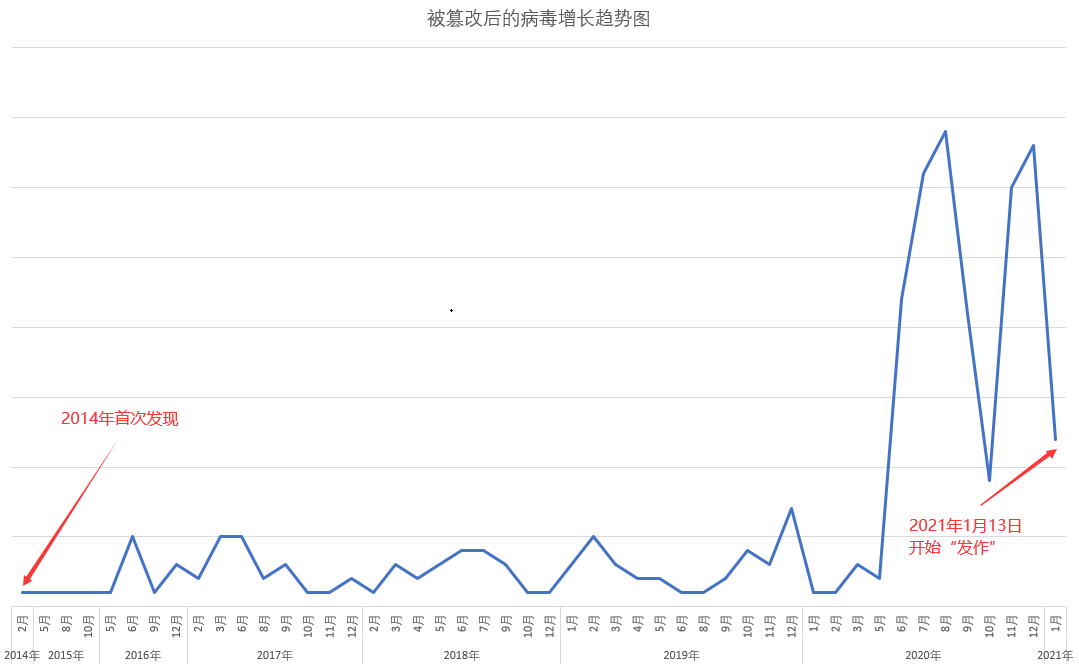 被篡改后的病毒增长趋势图
2014年首次发现
2021年1月13日
开始“发作”
2月 5月 8月 10月 5月 6月 9月 12月 2月 3月 6月 8月 9月 10月 11月 12月 2月 3月 4月 5月 6月 7月 9月 10月 12月 1月 2月 3月 4月 5月 6月 8月 9月 10月 11月 12月 1月 2月 3月 5月 6月 7月 8月 9月 10月 11月 12月 1月
2014年 2015年 2016年 2017年 2018年 2019年 2020年 2021年